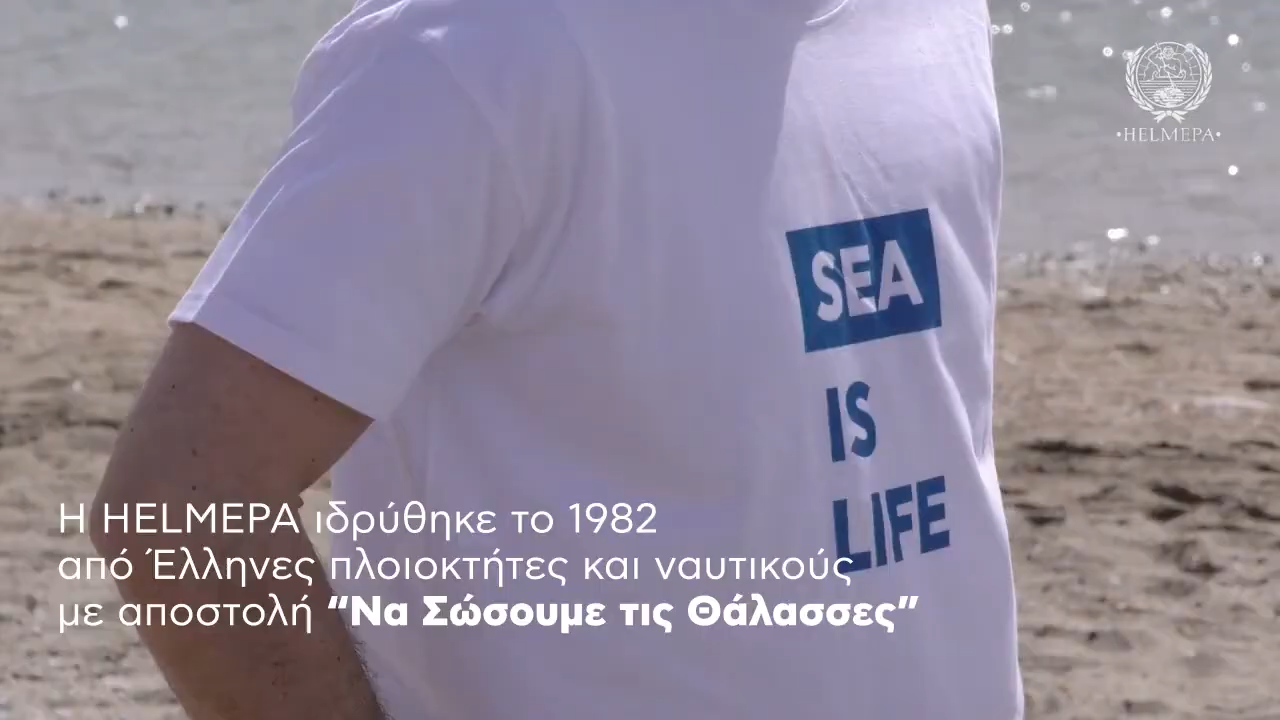 •HELMEPA•
SEA
IS
LIFE
Η HELMEPA ιδρύθηκε το 1982
από Έλληνες πλοιοκτήτες και ναυτικούς
με αποστολή “Να Σώσουμε τις Θάλασσες”